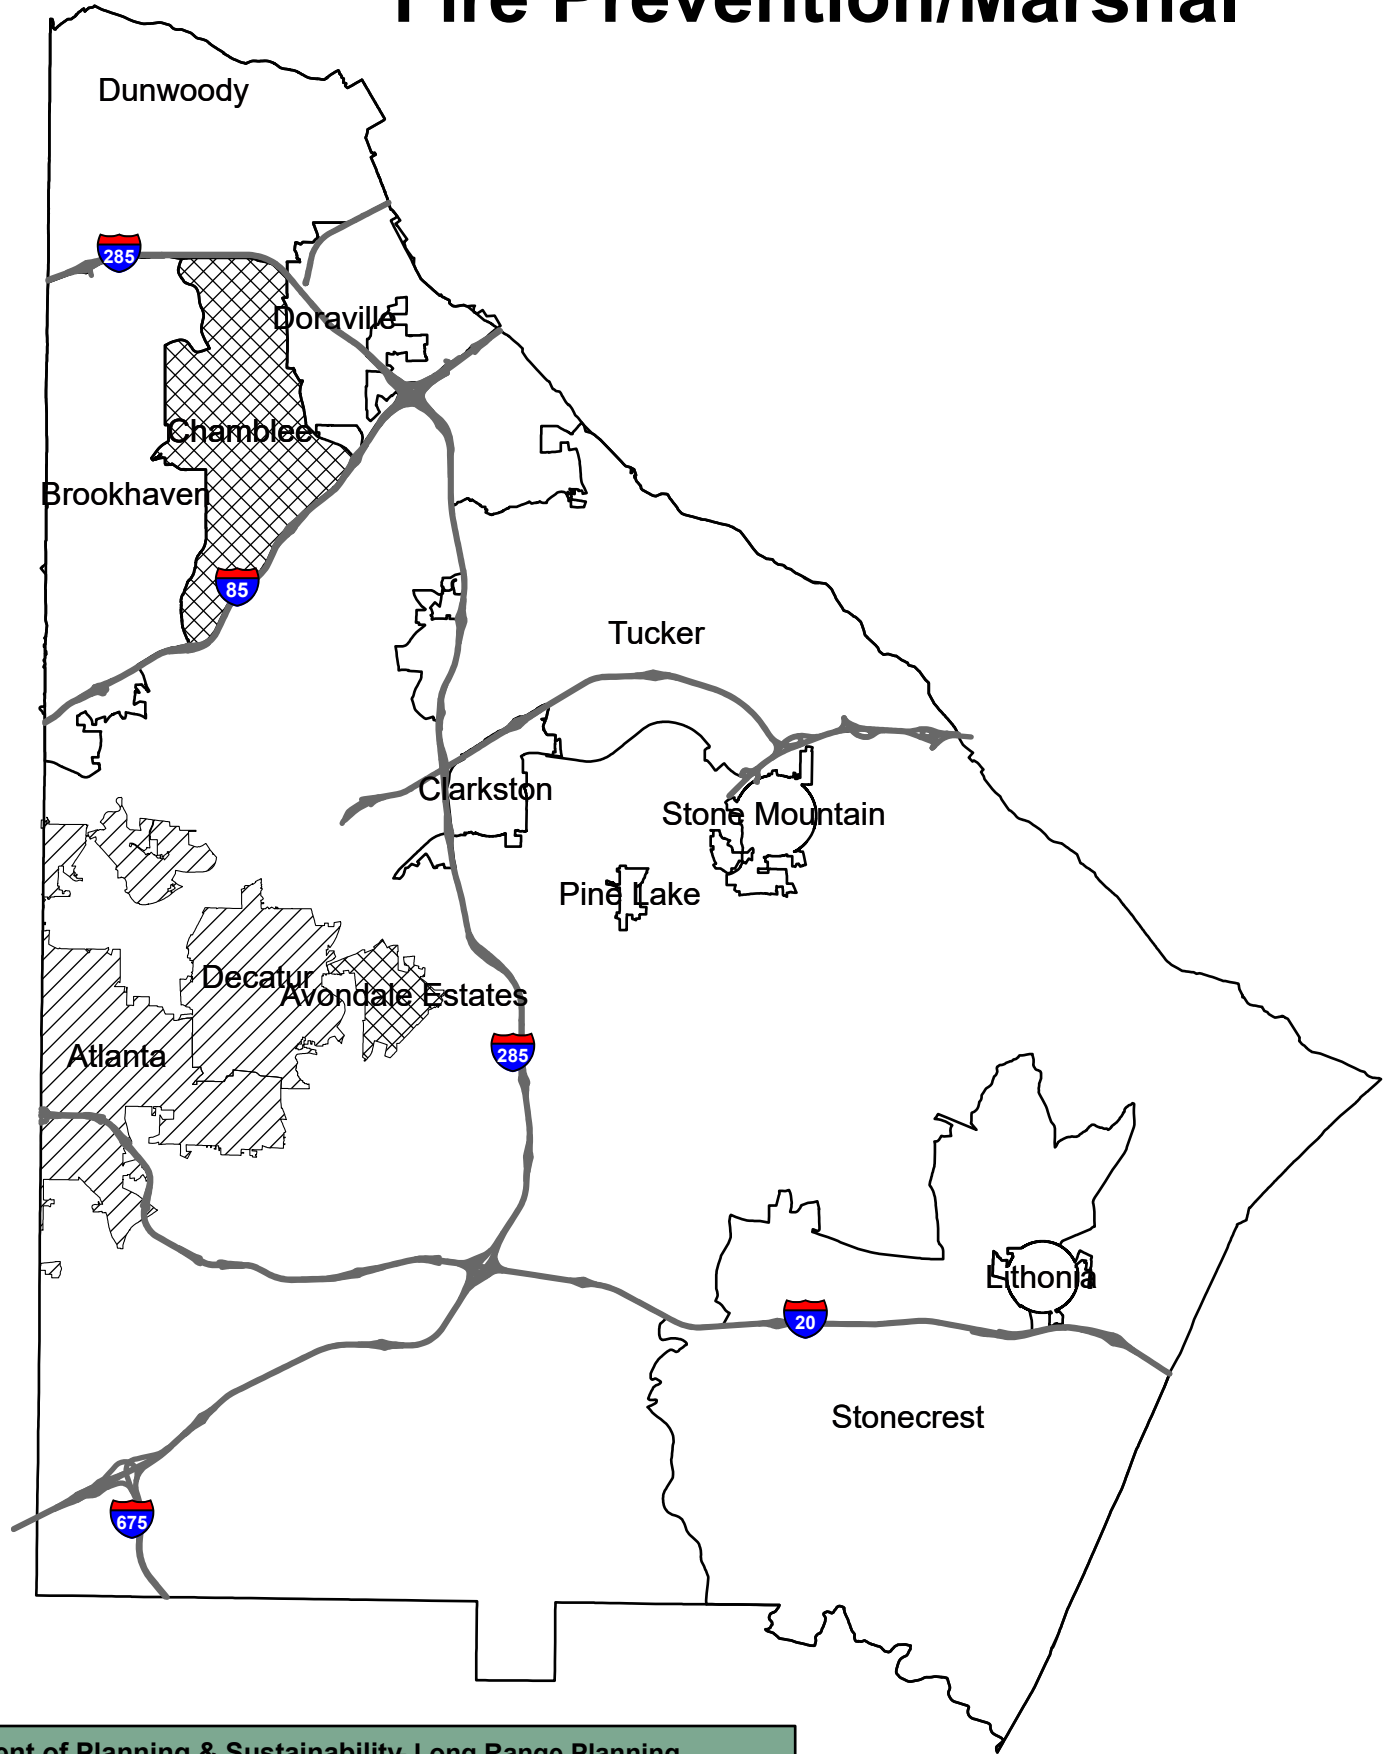 Fire Prevention/Marshal
Dunwoody
285
Doraville
Chamblee
Brookhaven
85
Tucker
Clarkston
Stone Mountain
Pine Lake
Decatur
Avondale Estates
Atlanta
285
Lithonia
20
Stonecrest
675
ent of Planning & Sustainability, Long Range Planning